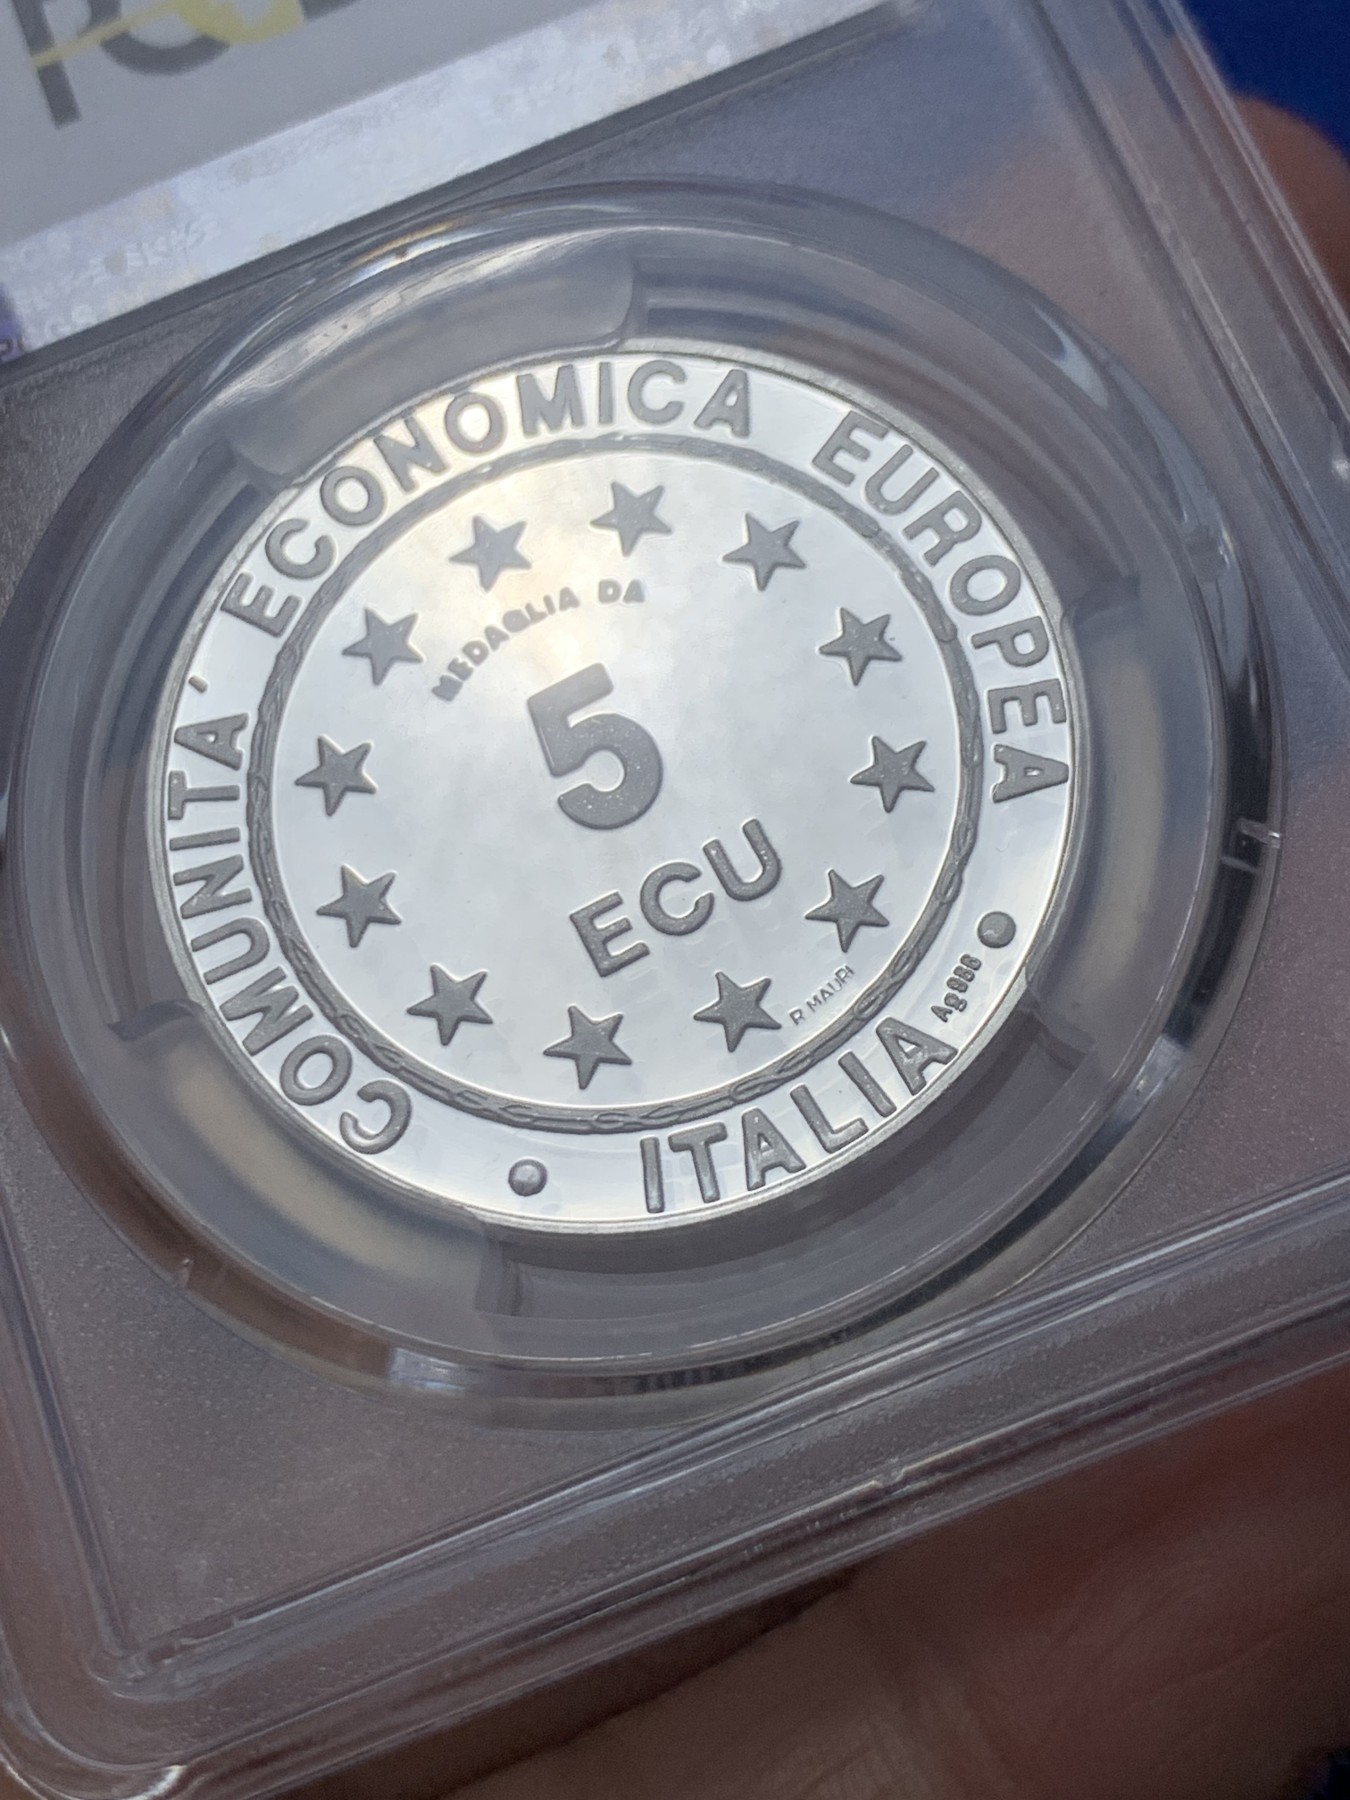 COMUNITA' ECONOMICA EUROPEA
MEDAGLIA DA
5
ECU
R MAURI
ITALIA
Ag986